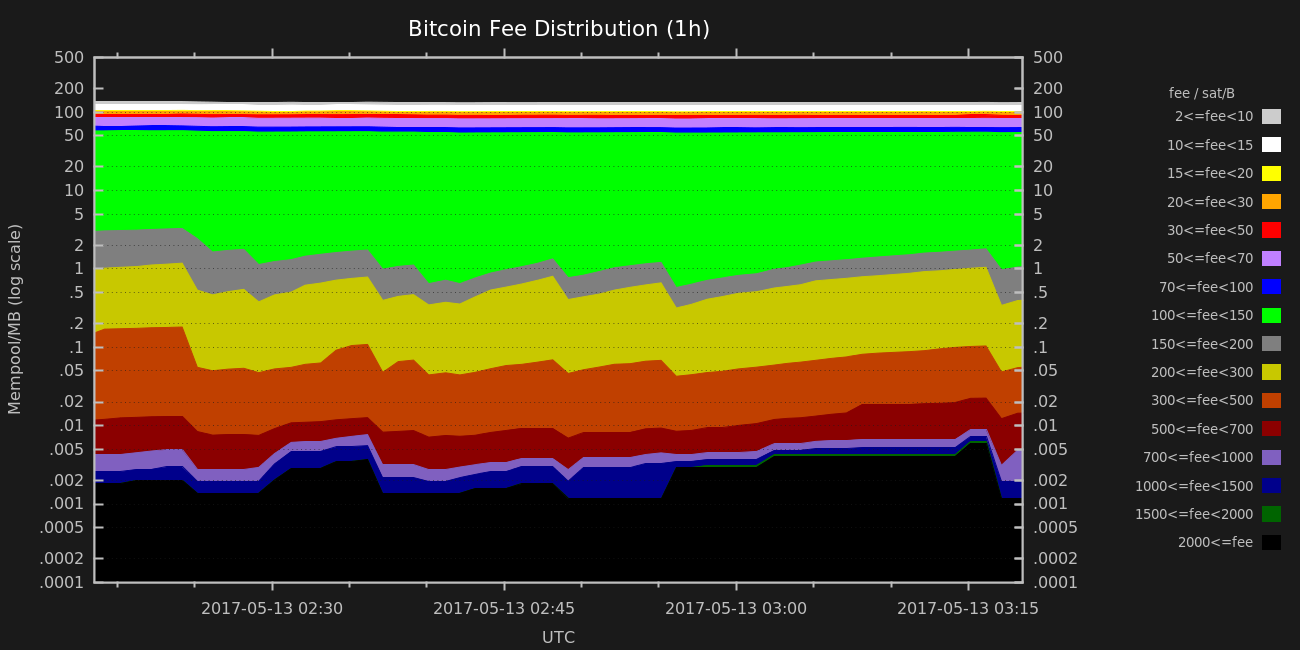 Bitcoin Fee Distribution (1h)
500 500
200 200
100 100
50 50
20 20
10 10
5 5
2 2
1 1
.5 .5
.2 .2
.1 .1
.05 .05
.02 .02
.01 .01
.005 .005
.002 .002
.001 .001
.0005 .0005
.0002 .0002
.0001 .0001
Mempool/MB (log scale)
2017-05-13 02:30 2017-05-13 02:45 2017-05-13 03:00 2017-05-13 03:15
UTC
fee / sat/B
2<=fee<10
10<=fee<15
15<=fee<20
20<=fee<30
30<=fee<50
50<=fee<70
70<=fee<100
100<=fee<150
150<=fee<200
200<=fee<300
300<=fee<500
500<=fee<700
700<=fee<1000
1000<=fee<1500
1500<=fee<2000
2000<=fee